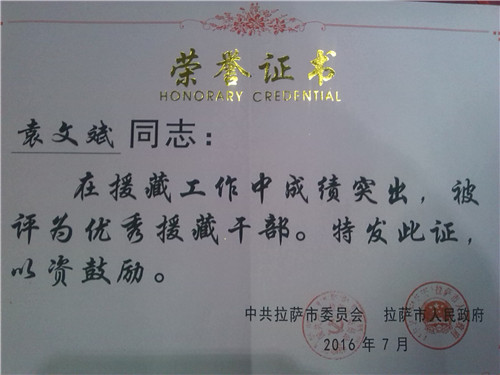 荣誉证书
HONORARY CREDENTIAL
袁文斌 同志：
在援藏工作中成绩突出，被
评为优秀援藏干部。特发此证，
以资鼓励。
中共拉萨市委员会 拉萨市人民政府
2016年7月